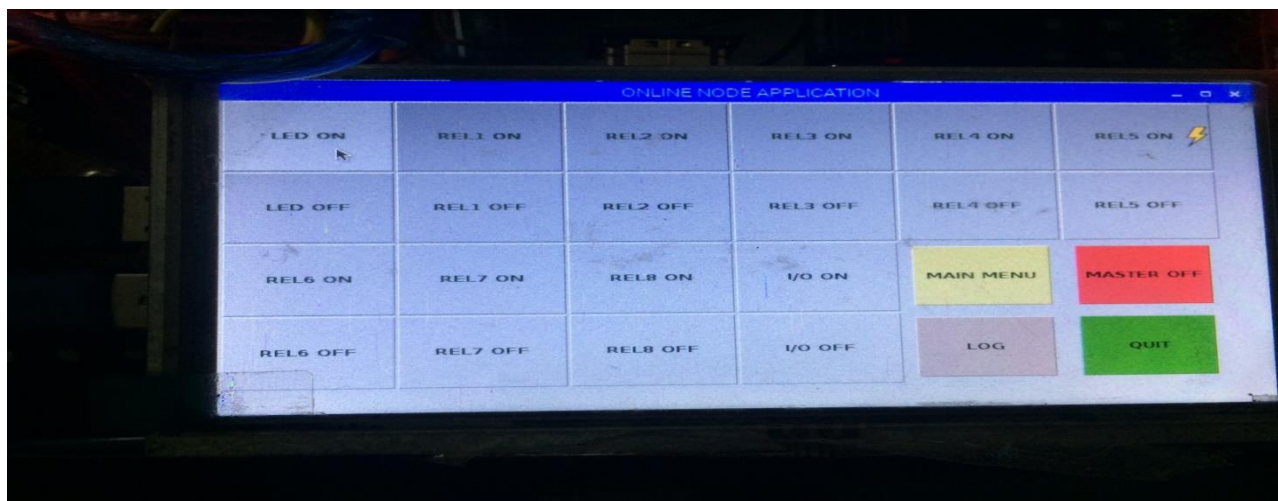 ONLINE NODE APPLICATION
LED ON REL1 ON REL2 ON REL3 ON REL4 ON REL5 ON
LED OFF REL1 OFF REL2 OFF REL3 OFF REL4 OFF REL5 OFF
REL6 ON REL7 ON REL8 ON I/O ON MAIN MENU MASTER OFF
REL6 OFF REL7 OFF REL8 OFF I/O OFF LOG QUIT